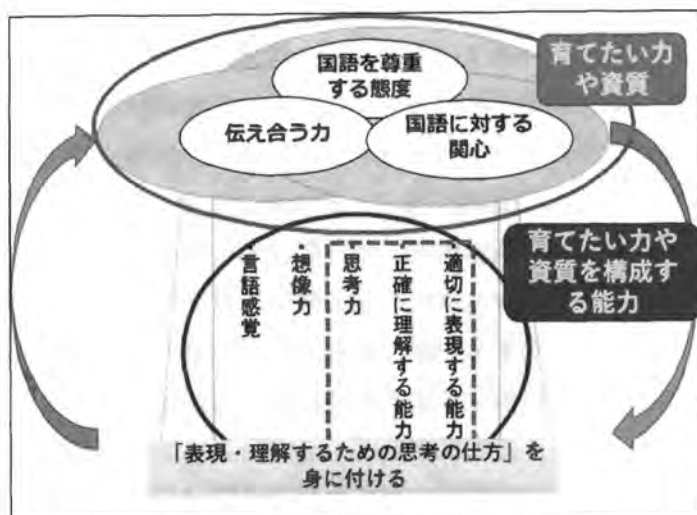 国語を尊重
する態度
育てたい力
や資質
伝え合う力
国語に対する
関心
育てたい力や
資質を構成す
る能力
・適切に表現する能力
・正確に理解する能力
・思考力
・想像力
・言語感覚
「表現・理解するための思考の仕方」を
身に付ける